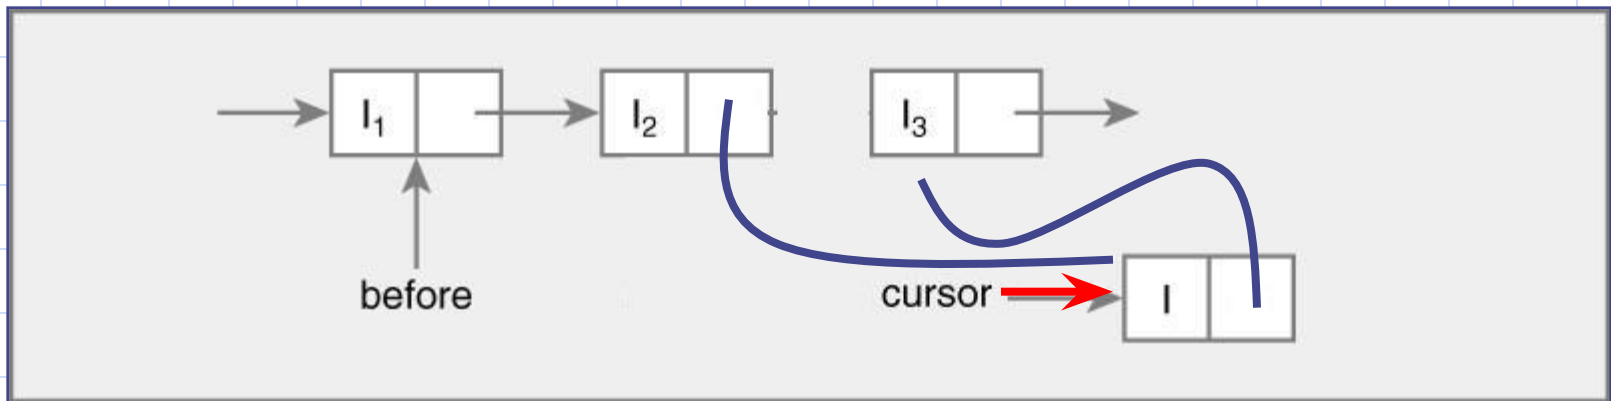 I₁
I₂
I₃
before
cursor
I